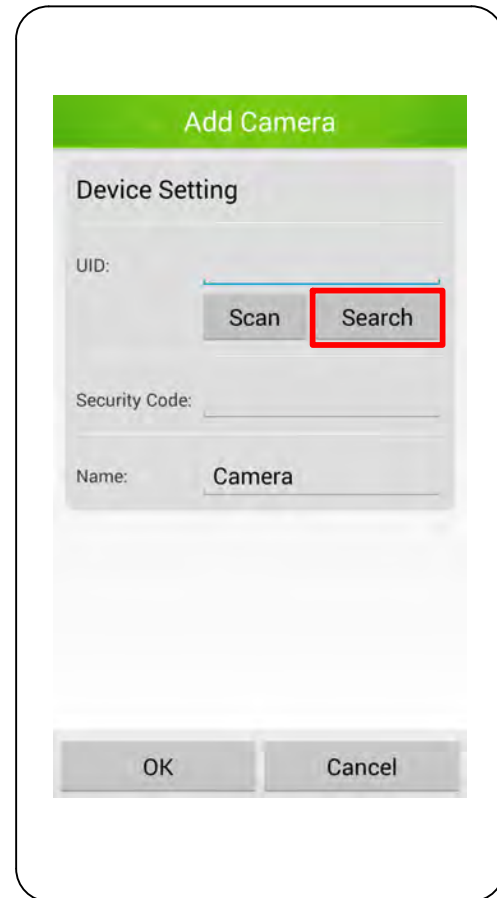 Add Camera
Device Setting
UID:
Scan Search
Security Code:
Name: Camera
OK Cancel